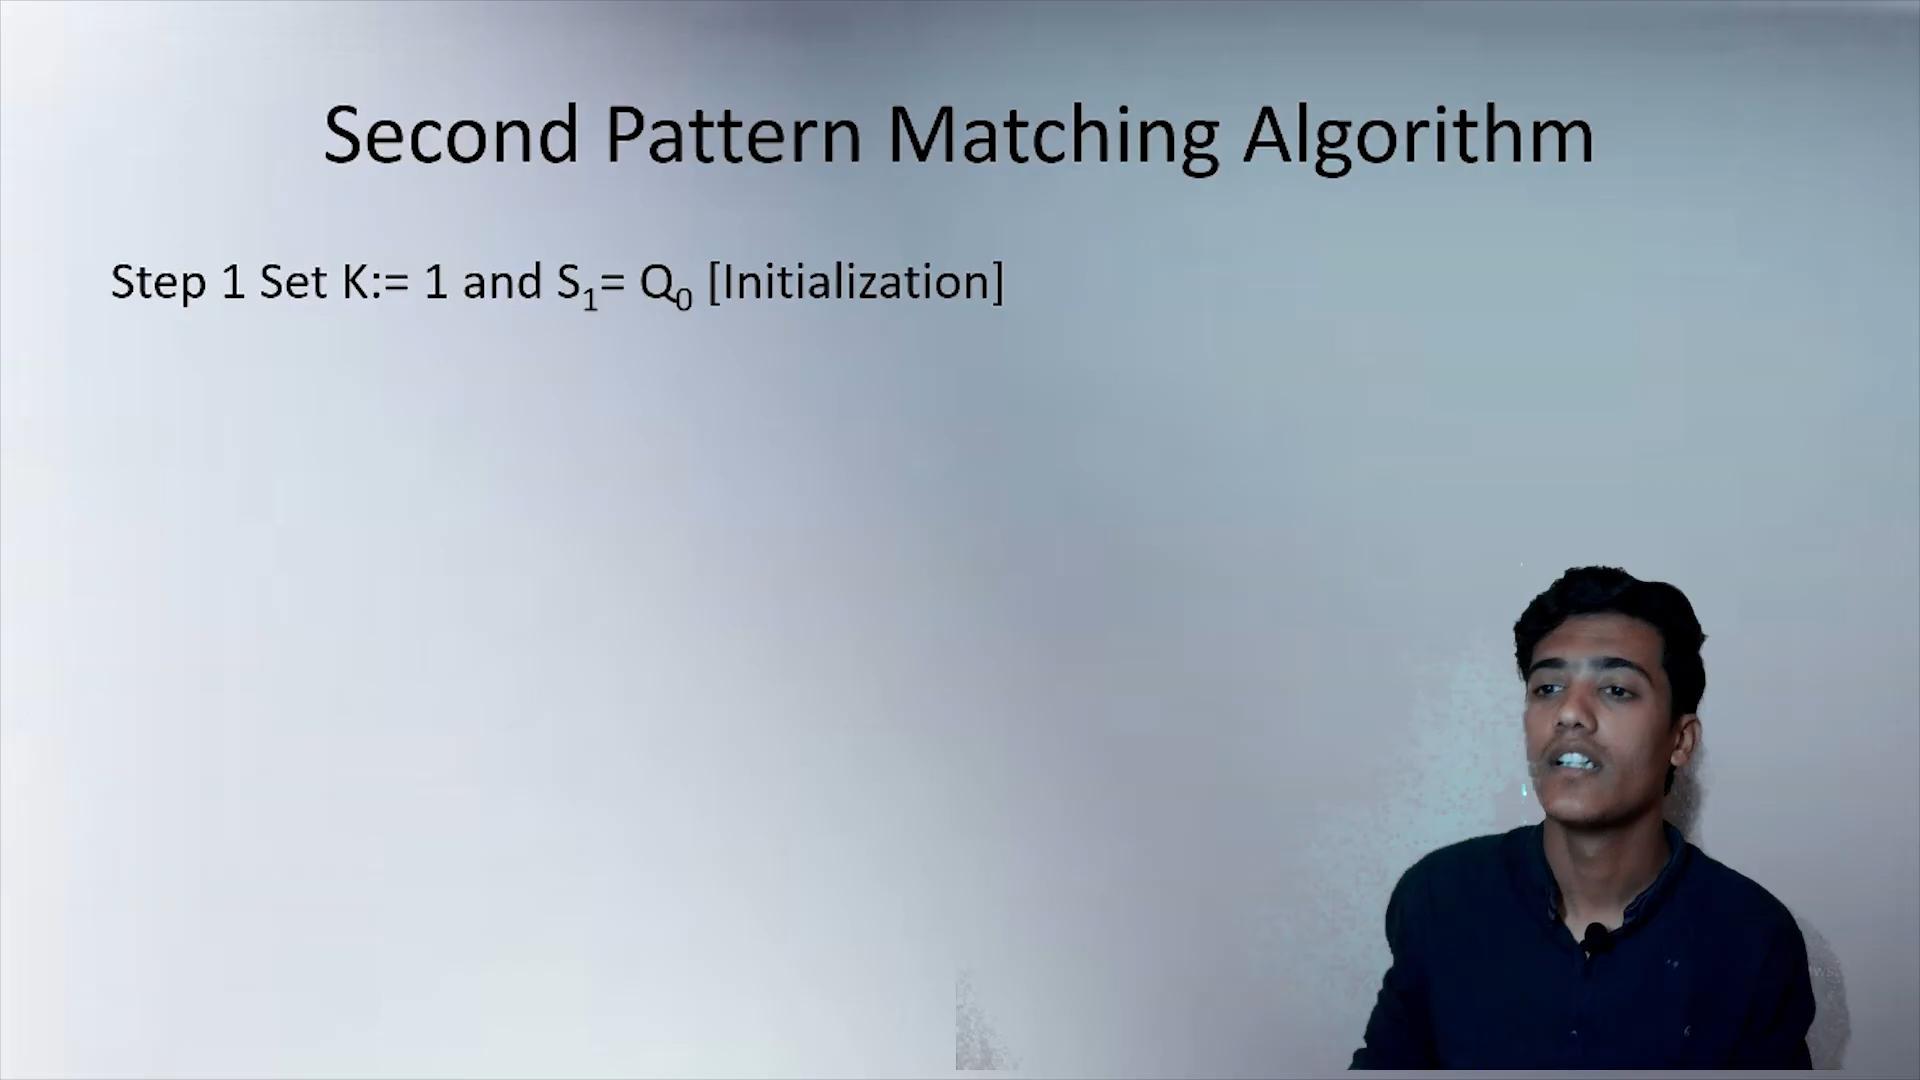 Second Pattern Matching Algorithm
Step 1 Set K:= 1 and S₁= Q₀ [Initialization]